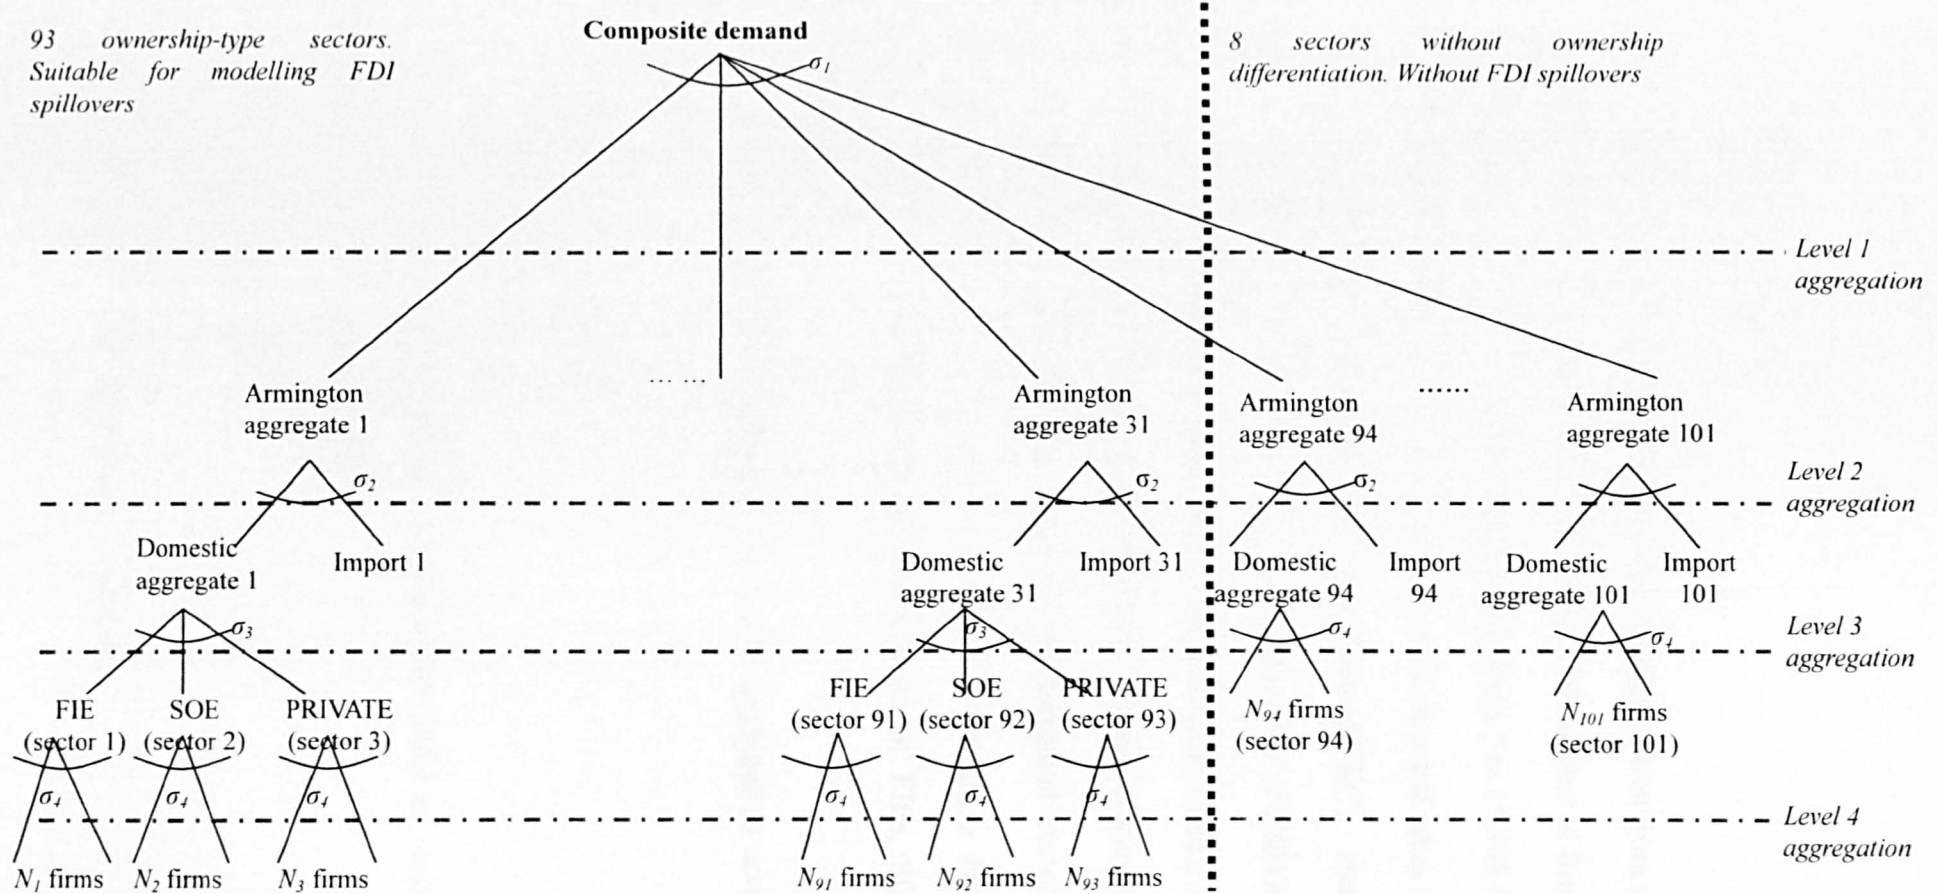 93 ownership-type sectors.
Suitable for modelling FDI
spillovers
Composite demand
σ1
8 sectors without ownership
differentiation. Without FDI spillovers
Level 1
aggregation
Armington
aggregate 1
... ...
Armington
aggregate 31
Armington
aggregate 94
......
Armington
aggregate 101
σ2
σ2
σ2
Level 2
aggregation
Domestic
aggregate 1
Import 1
Domestic
aggregate 31
Import 31
Domestic
aggregate 94
Import
94
Domestic
aggregate 101
Import
101
σ3
σ3
σ4
σ4
Level 3
aggregation
FIE
(sector 1)
SOE
(sector 2)
PRIVATE
(sector 3)
FIE
(sector 91)
SOE
(sector 92)
PRIVATE
(sector 93)
N94 firms
(sector 94)
N101 firms
(sector 101)
σ4
σ4
σ4
σ4
σ4
σ4
Level 4
aggregation
N1 firms
N2 firms
N3 firms
N91 firms
N92 firms
N93 firms